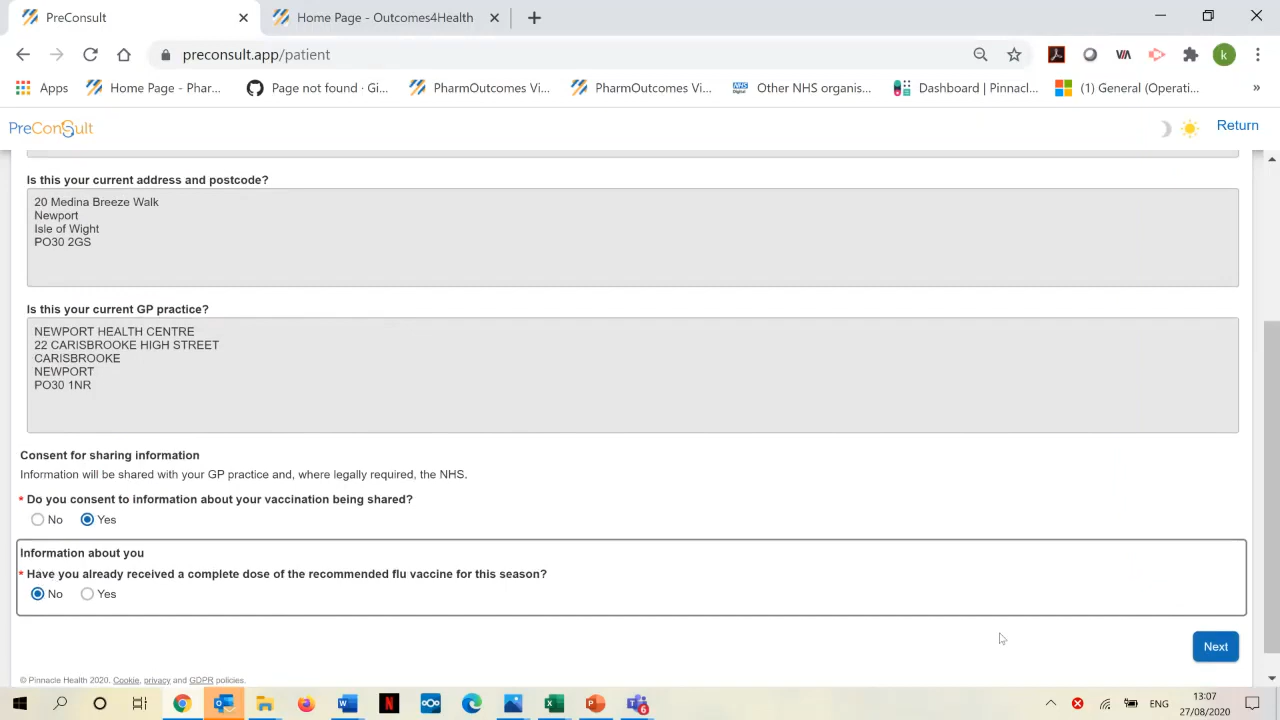 PreConsult
Home Page - Outcomes4Health
preconsult.app/patient
k
Apps
Home Page - Phar...
Page not found · Gi...
PharmOutcomes Vi...
PharmOutcomes Vi...
Other NHS organis...
Dashboard | Pinnacl...
(1) General (Operati...
PreConSult
Return
Is this your current address and postcode?
20 Medina Breeze Walk
Newport
Isle of Wight
PO30 2GS
Is this your current GP practice?
NEWPORT HEALTH CENTRE
22 CARISBROOKE HIGH STREET
CARISBROOKE
NEWPORT
PO30 1NR
Consent for sharing information
Information will be shared with your GP practice and, where legally required, the NHS.
* Do you consent to information about your vaccination being shared?
No Yes
Information about you
* Have you already received a complete dose of the recommended flu vaccine for this season?
No Yes
Next
© Pinnacle Health 2020. Cookie, privacy and GDPR policies.
ENG
13:07
27/08/2020